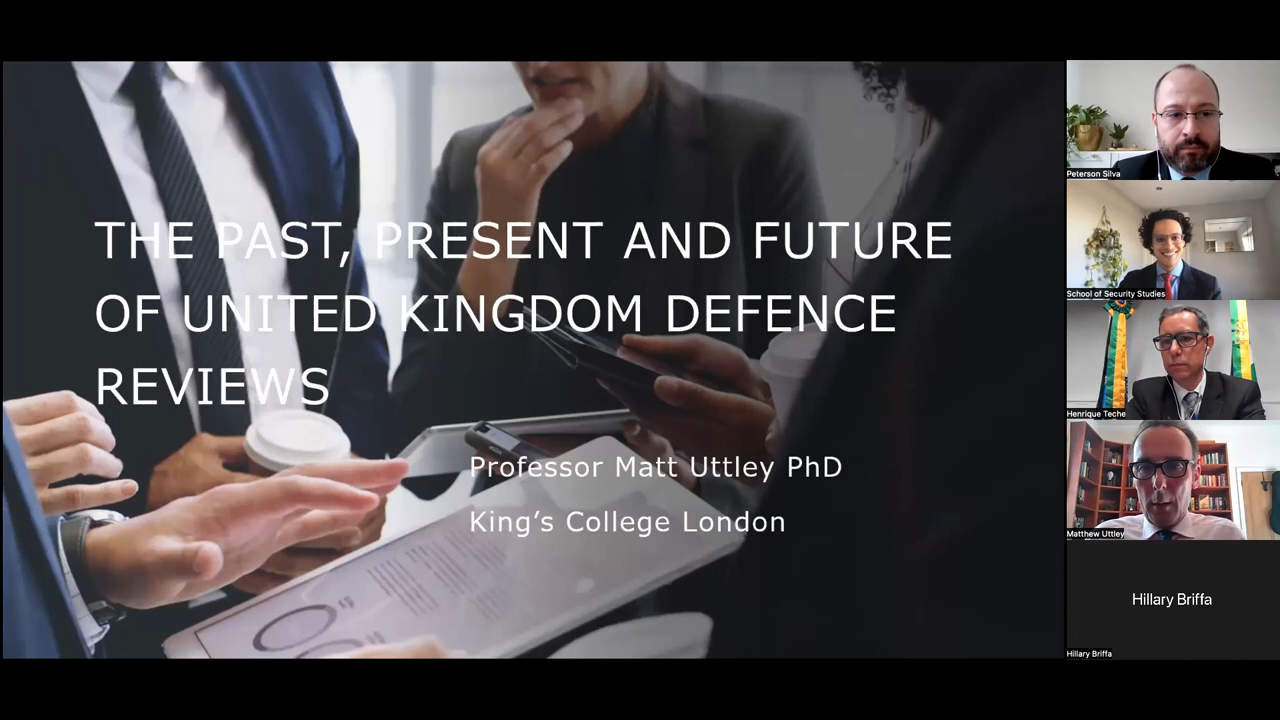 THE PAST, PRESENT AND FUTURE
OF UNITED KINGDOM DEFENCE
REVIEWS
Professor Matt Uttley PhD
King's College London
Peterson Silva
School of Security Studies
Henrique Teche
Matthew Uttley
Hillary Briffa
Hillary Briffa